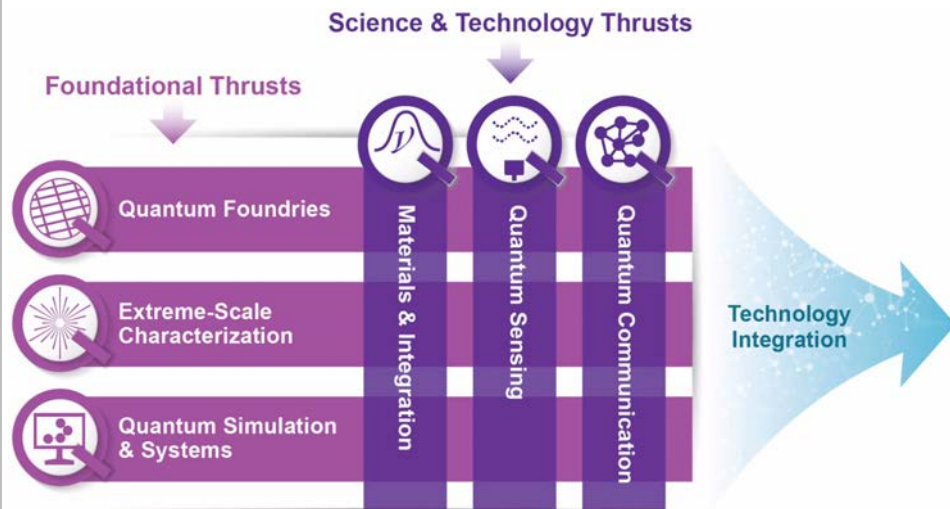 Science & Technology Thrusts
Foundational Thrusts
Quantum Foundries
Extreme-Scale
Characterization
Quantum Simulation
& Systems
Materials & Integration
Quantum Sensing
Quantum Communication
Technology
Integration